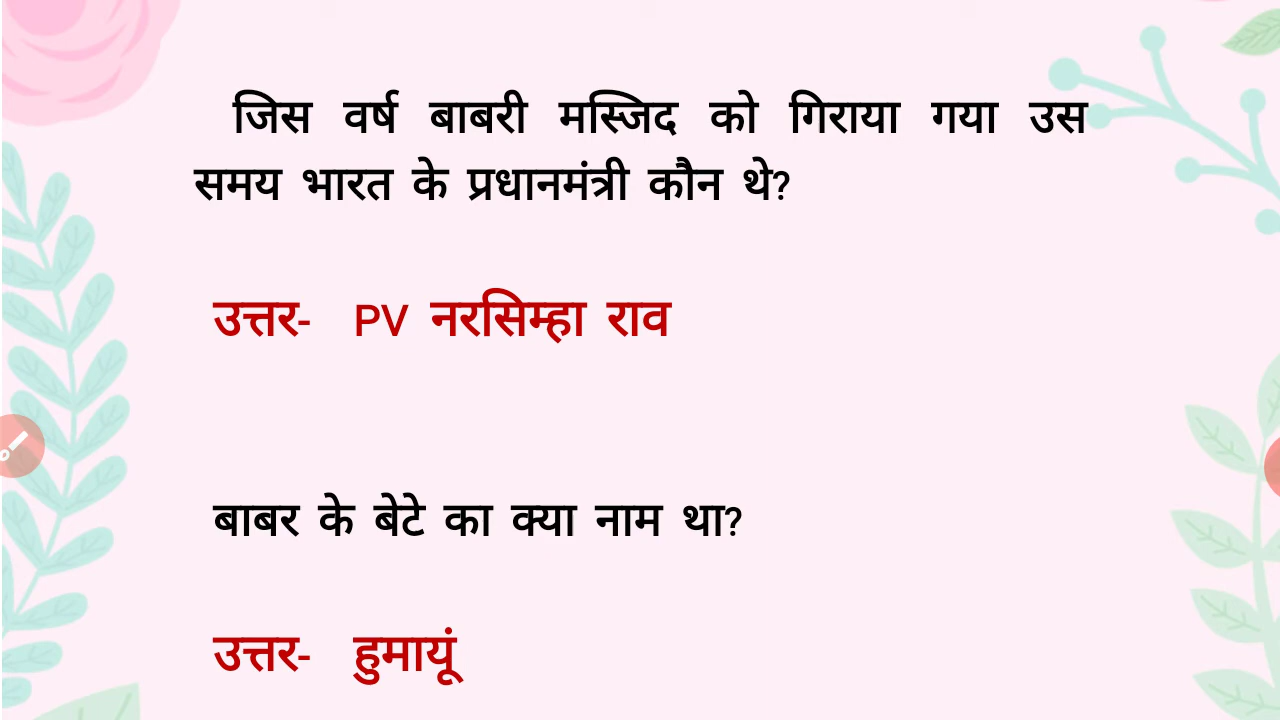 जिस वर्ष बाबरी मस्जिद को गिराया गया उस
समय भारत के प्रधानमंत्री कौन थे?
उत्तर- PV नरसिम्हा राव
बाबर के बेटे का क्या नाम था?
उत्तर- हुमायूं